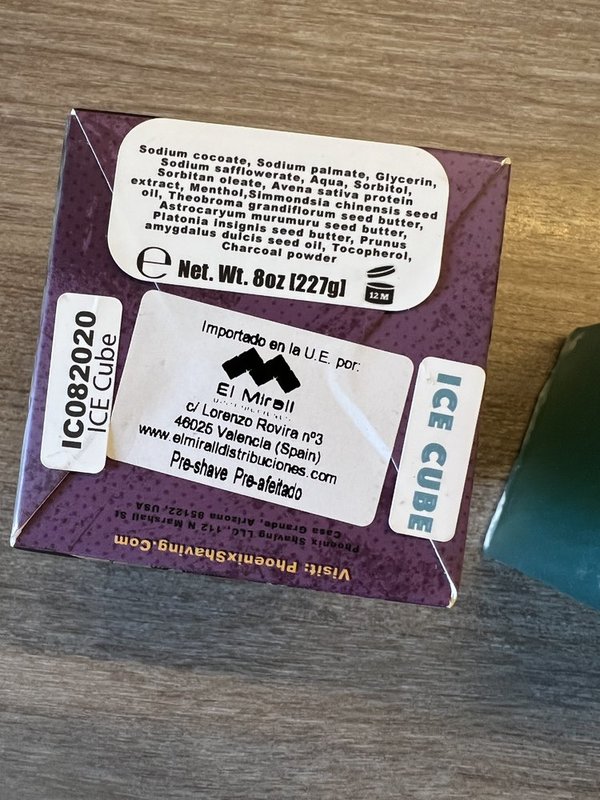 Sodium cocoate, Sodium palmate, Glycerin,
Sodium safflowerate, Aqua, Sorbitol,
Sorbitan oleate, Avena sativa protein
extract, Menthol,Simmondsia chinensis seed
oil, Theobroma grandiflorum seed butter,
Astrocaryum murumuru seed butter,
Platonia insignis seed butter, Prunus
amygdalus dulcis seed oil, Tocopherol,
Charcoal powder
℮ Net. Wt. 8oz [227g]
12 M
IC082020
ICE Cube
Importado en la U.E. por:
El Mirall
c/ Lorenzo Rovira nº3
46026 Valencia (Spain)
www.elmiralldistribuciones.com
Pre-shave Pre-afeitado
ICE CUBE
Visit: PhoenixShaving.Com
Phoenix Shaving LLC, 112 N Marshall St
Casa Grande, Arizona 85122, USA